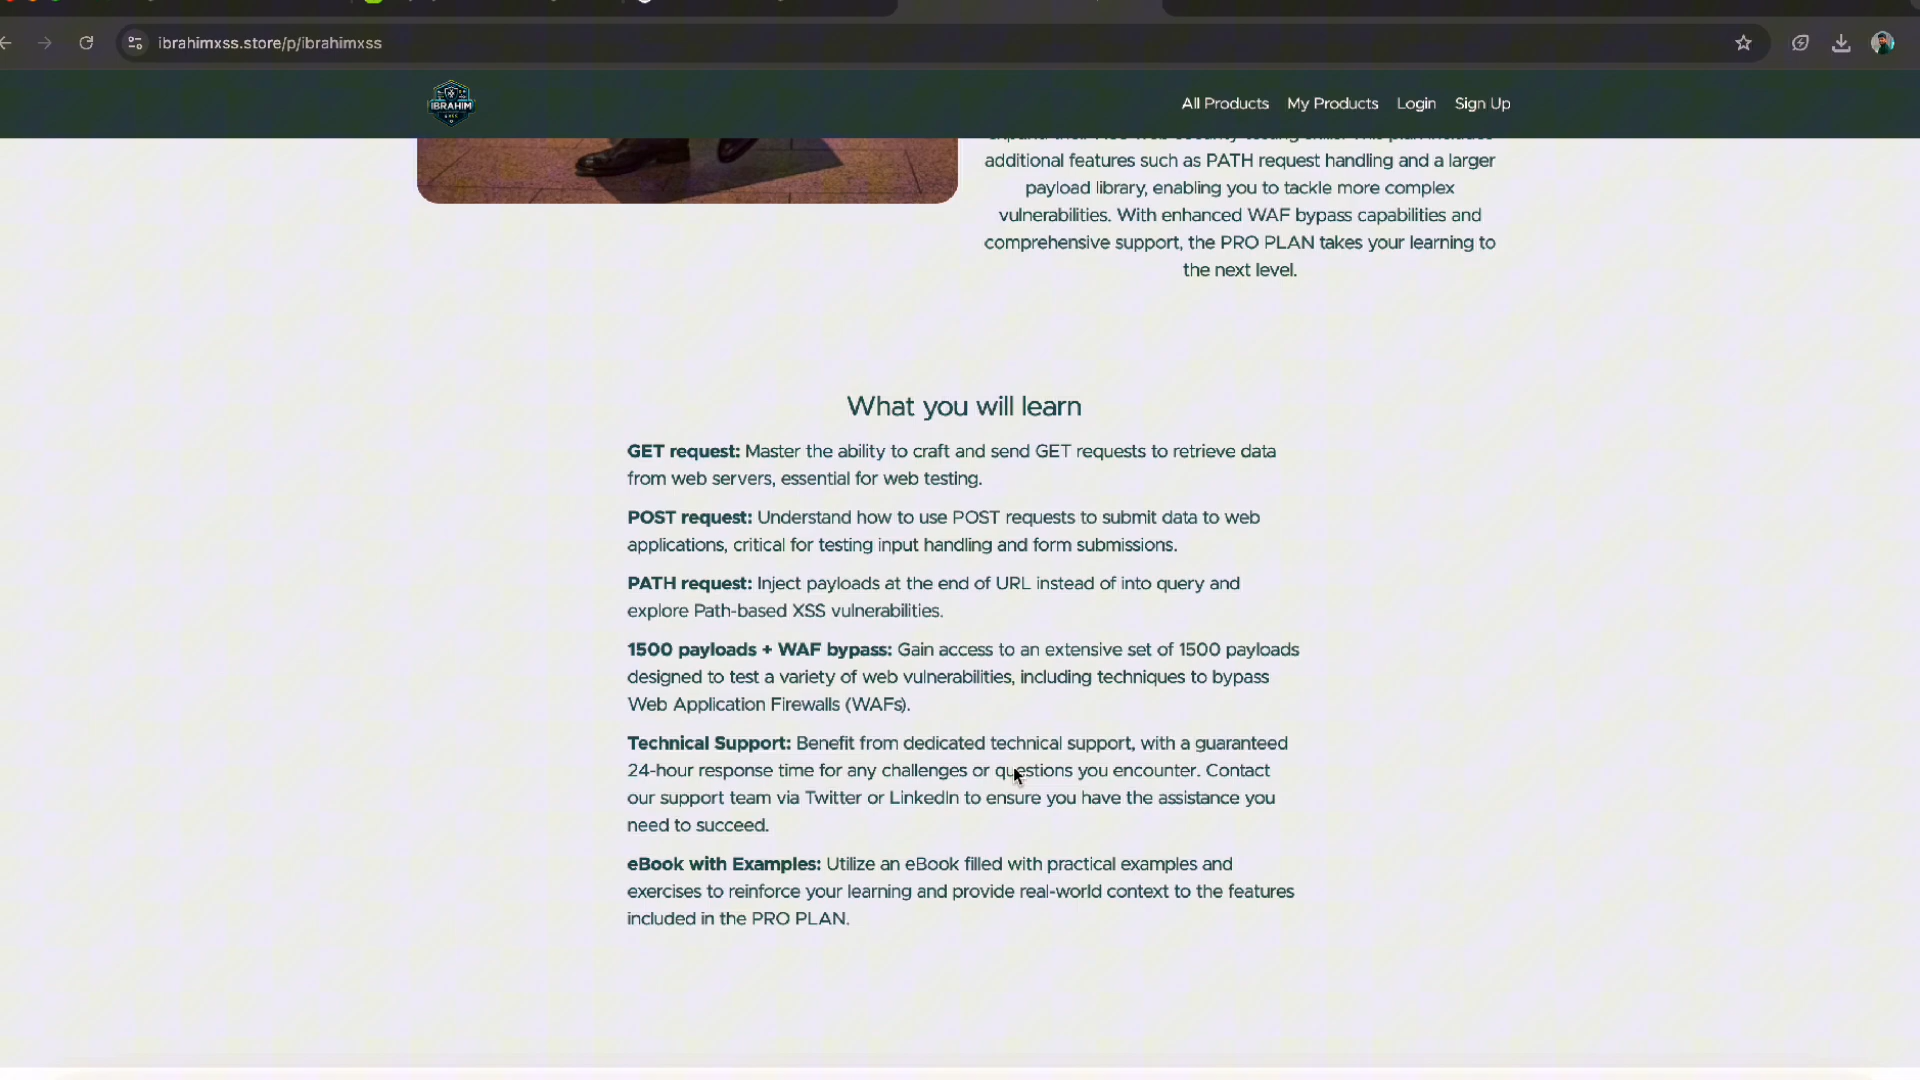 ibrahimxss.store/p/ibrahimxss
IBRAHIM
All Products My Products Login Sign Up
additional features such as PATH request handling and a larger
payload library, enabling you to tackle more complex
vulnerabilities. With enhanced WAF bypass capabilities and
comprehensive support, the PRO PLAN takes your learning to
the next level.
What you will learn
GET request: Master the ability to craft and send GET requests to retrieve data
from web servers, essential for web testing.
POST request: Understand how to use POST requests to submit data to web
applications, critical for testing input handling and form submissions.
PATH request: Inject payloads at the end of URL instead of into query and
explore Path-based XSS vulnerabilities.
1500 payloads + WAF bypass: Gain access to an extensive set of 1500 payloads
designed to test a variety of web vulnerabilities, including techniques to bypass
Web Application Firewalls (WAFs).
Technical Support: Benefit from dedicated technical support, with a guaranteed
24-hour response time for any challenges or questions you encounter. Contact
our support team via Twitter or LinkedIn to ensure you have the assistance you
need to succeed.
eBook with Examples: Utilize an eBook filled with practical examples and
exercises to reinforce your learning and provide real-world context to the features
included in the PRO PLAN.